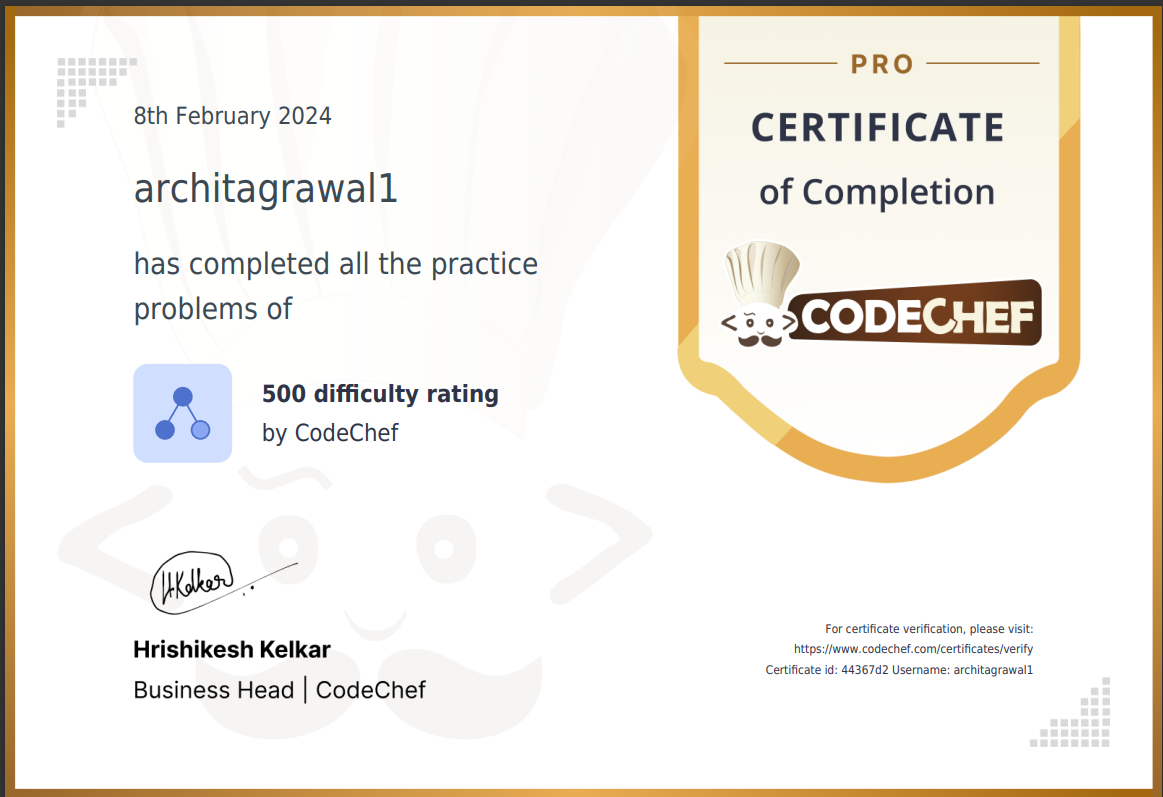 8th February 2024
architagrawal1
has completed all the practice
problems of
500 difficulty rating
by CodeChef
H.Kelkar
Hrishikesh Kelkar
Business Head | CodeChef
PRO
CERTIFICATE
of Completion
CODECHEF
For certificate verification, please visit:
https://www.codechef.com/certificates/verify
Certificate id: 44367d2 Username: architagrawal1